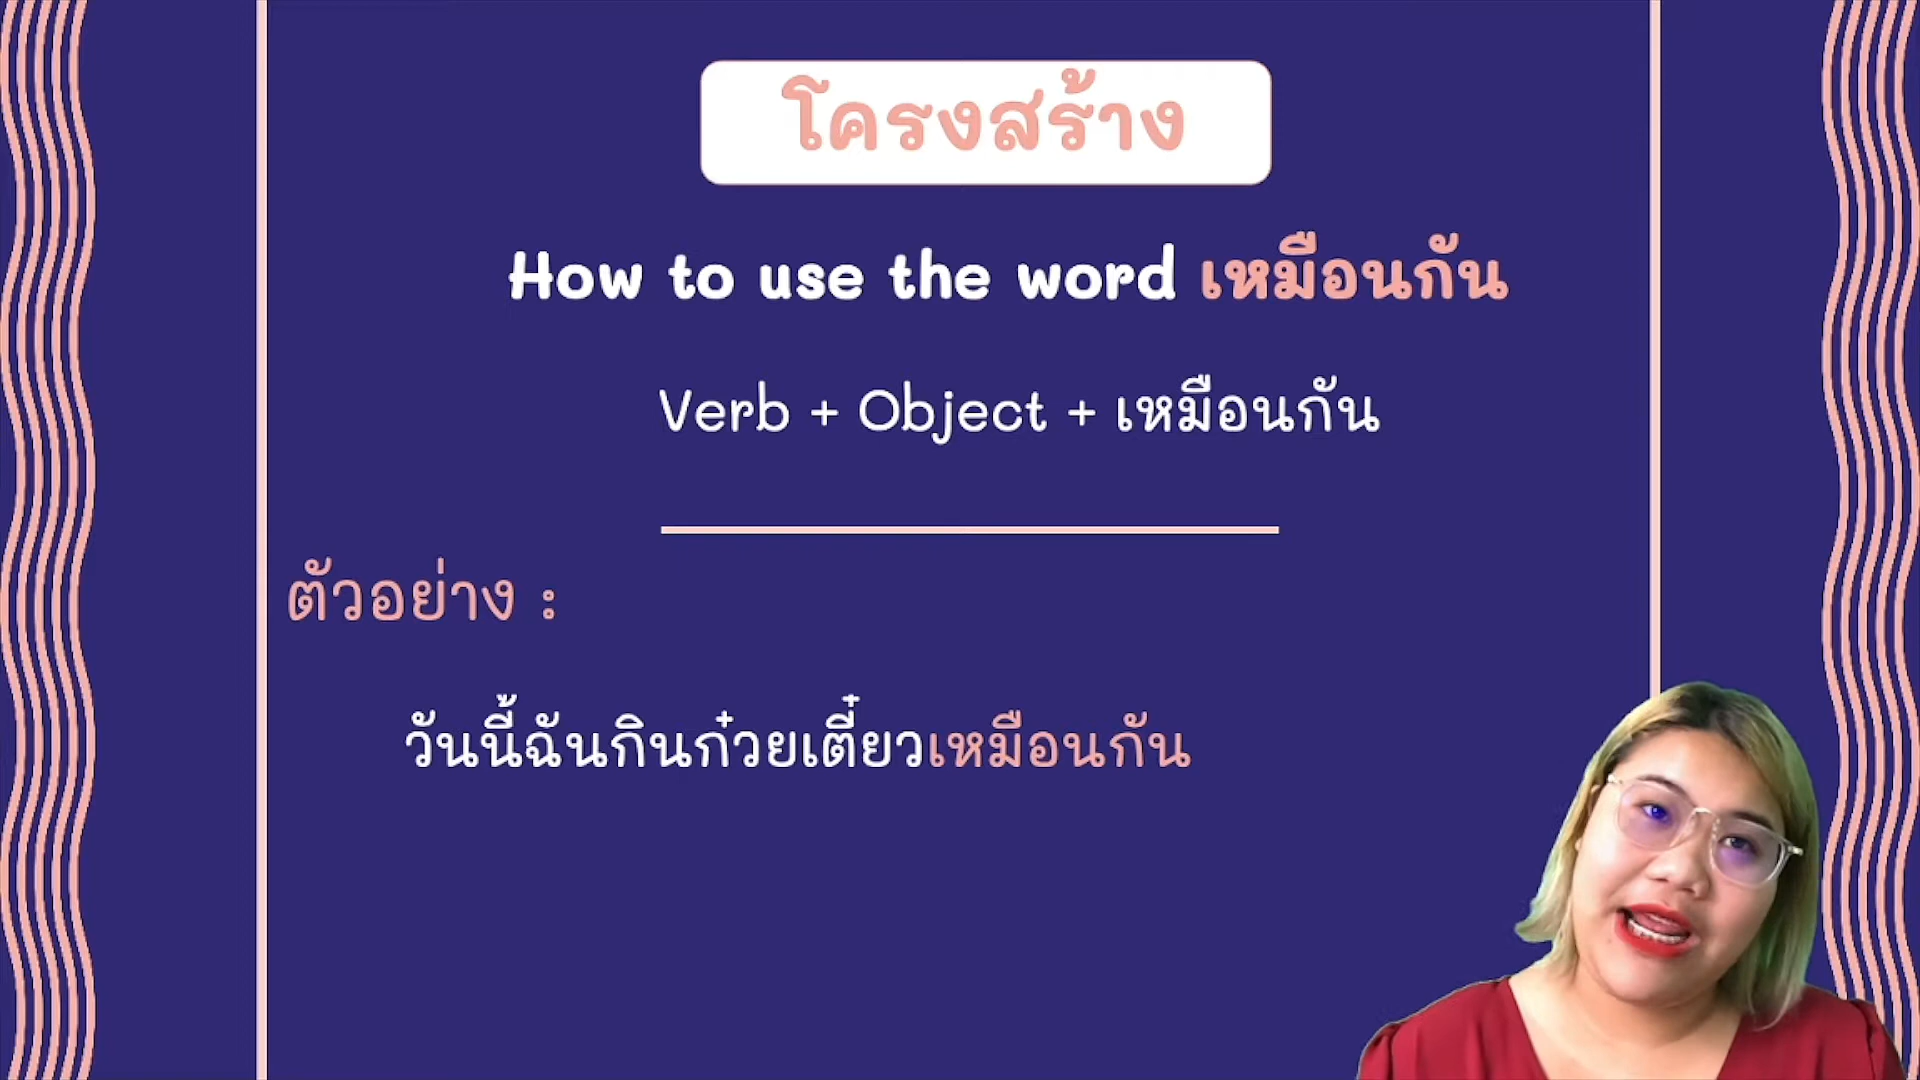 โครงสร้าง
How to use the word เหมือนกัน
Verb + Object + เหมือนกัน
ตัวอย่าง :
วันนี้ฉันกินก๋วยเตี๋ยวเหมือนกัน